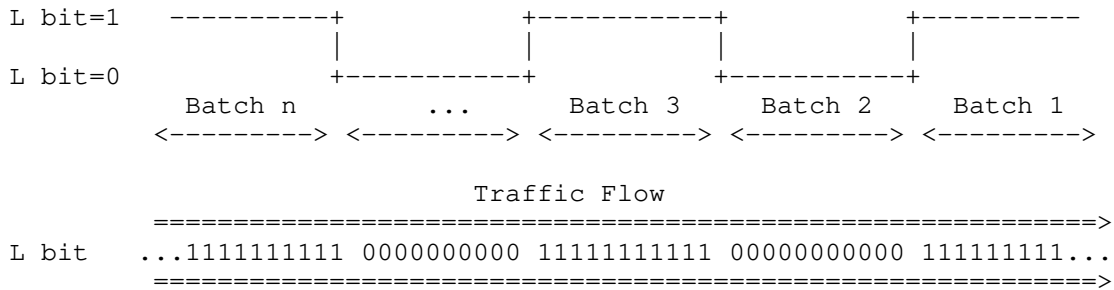 L bit=1   ----------+           +-----------+           +----------
                    |           |           |           |
L bit=0             +-----------+           +-----------+
           Batch n        ...      Batch 3     Batch 2     Batch 1
         <---------> <---------> <---------> <---------> <--------->
                             Traffic Flow
         ===========================================================>
L bit   ...1111111111 0000000000 11111111111 00000000000 111111111...
         ===========================================================>